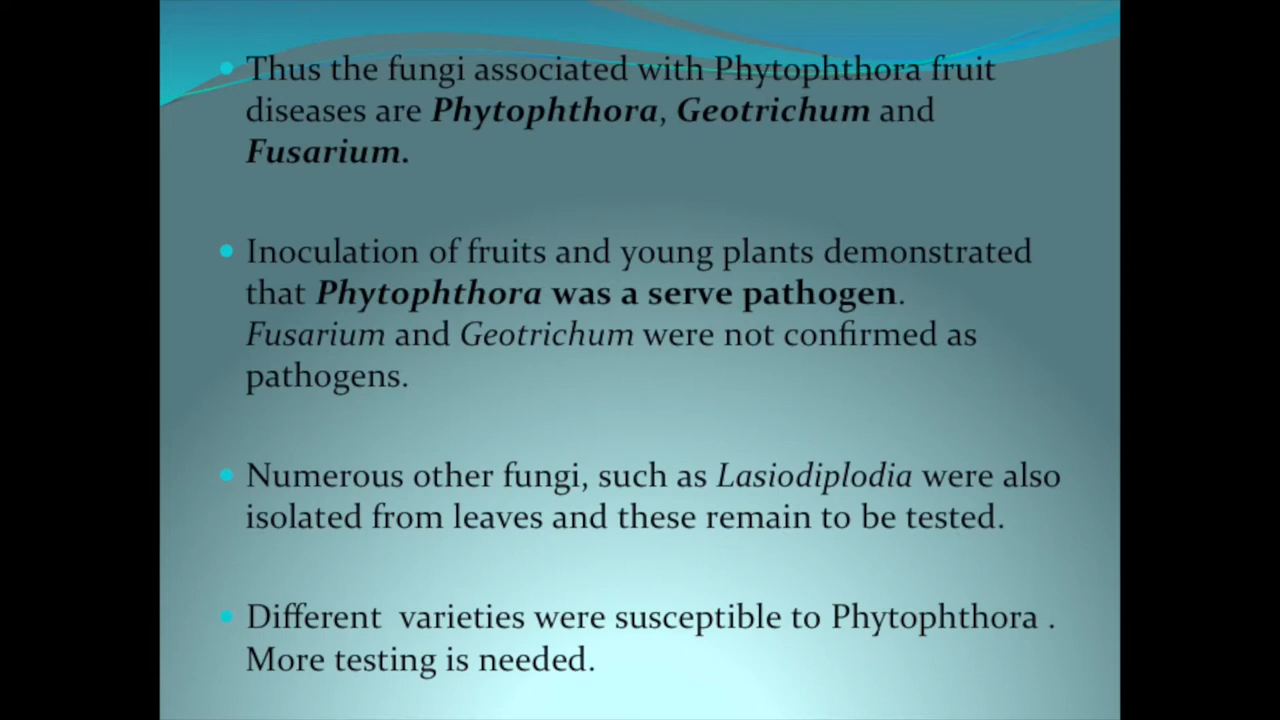 Thus the fungi associated with Phytophthora fruit
diseases are Phytophthora, Geotrichum and
Fusarium.
Inoculation of fruits and young plants demonstrated
that Phytophthora was a serve pathogen.
Fusarium and Geotrichum were not confirmed as
pathogens.
Numerous other fungi, such as Lasiodiplodia were also
isolated from leaves and these remain to be tested.
Different  varieties were susceptible to Phytophthora .
More testing is needed.